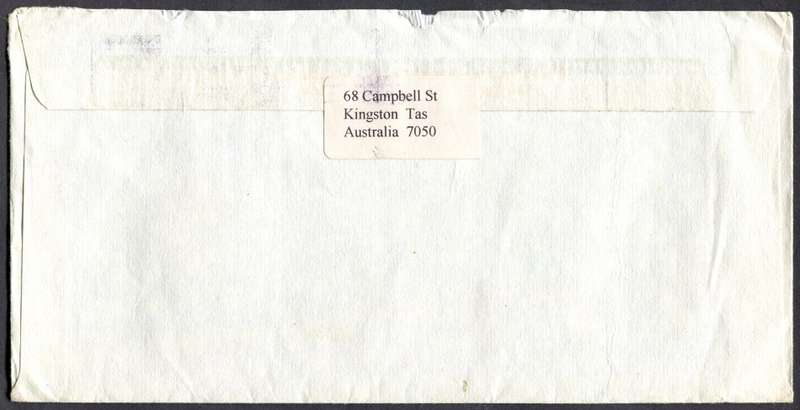 68 Campbell St
Kingston Tas
Australia 7050